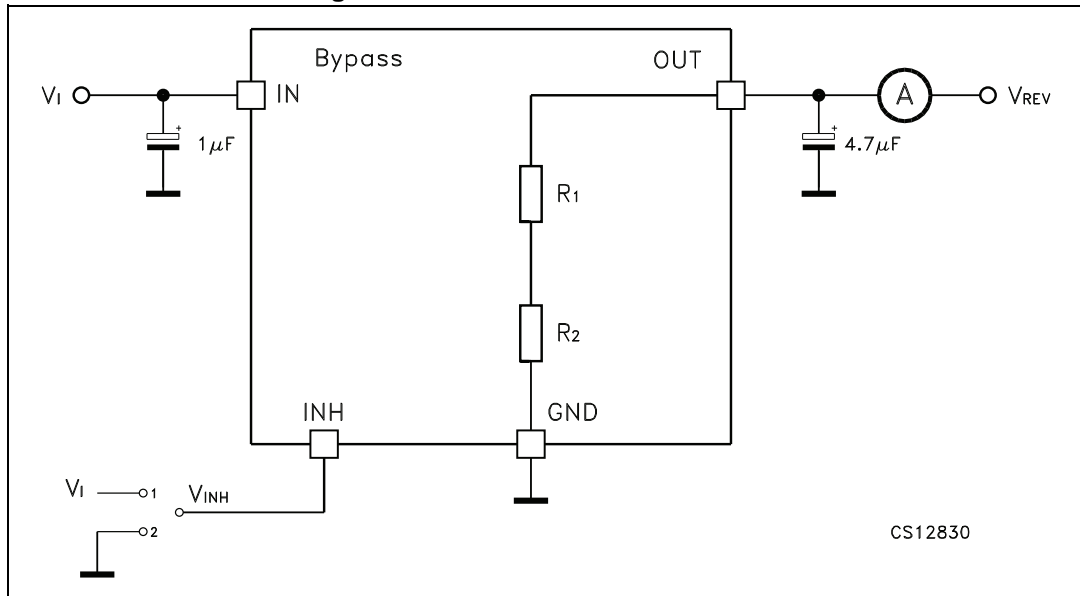 Bypass
OUT
VI
IN
A
VREV
+
1μF
+
4.7μF
R1
R2
INH
GND
VI
1
VINH
2
CS12830